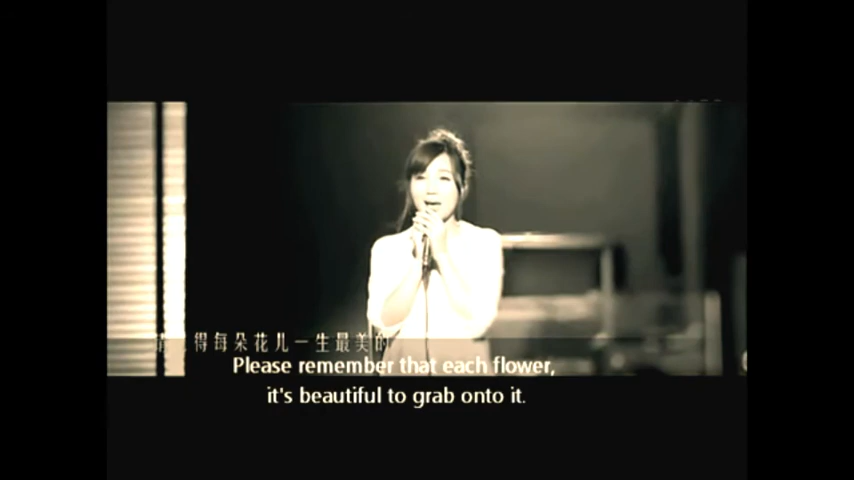 得每朵花儿一生最美的
Please remember that each flower,
it's beautiful to grab onto it.